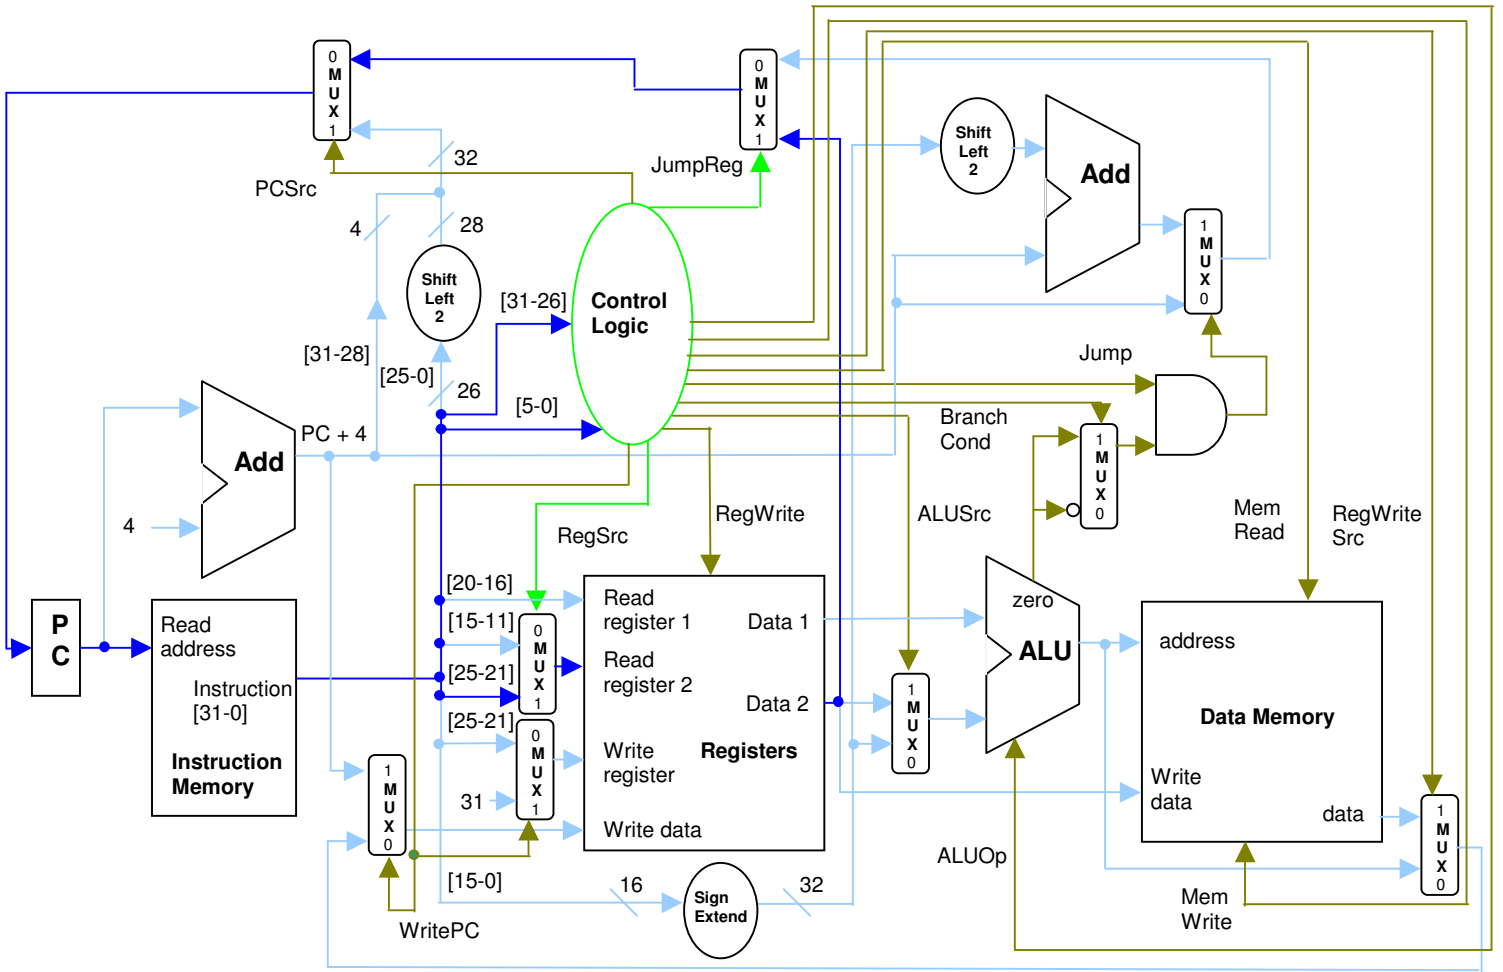 0
M
U
X
1
0
M
U
X
1
JumpReg
PCSrc
32
4
28
Shift
Left
2
[31-26]
Control
Logic
Shift
Left
2
Add
1
M
U
X
0
[31-28]
[25-0]
26
[5-0]
Jump
Branch
Cond
1
M
U
X
0
PC + 4
Add
4
RegSrc
RegWrite
ALUSrc
Mem
Read
RegWrite
Src
P
C
Read
address
Instruction
[31-0]
Instruction
Memory
[20-16]
[15-11]
[25-21]
[25-21]
31
0
M
U
X
1
0
M
U
X
1
Read
register 1
Data 1
Read
register 2
Data 2
Registers
Write
register
Write data
1
M
U
X
0
zero
ALU
address
Data Memory
Write
data
data
1
M
U
X
0
1
M
U
X
0
ALUOp
Mem
Write
WritePC
[15-0]
16
Sign
Extend
32